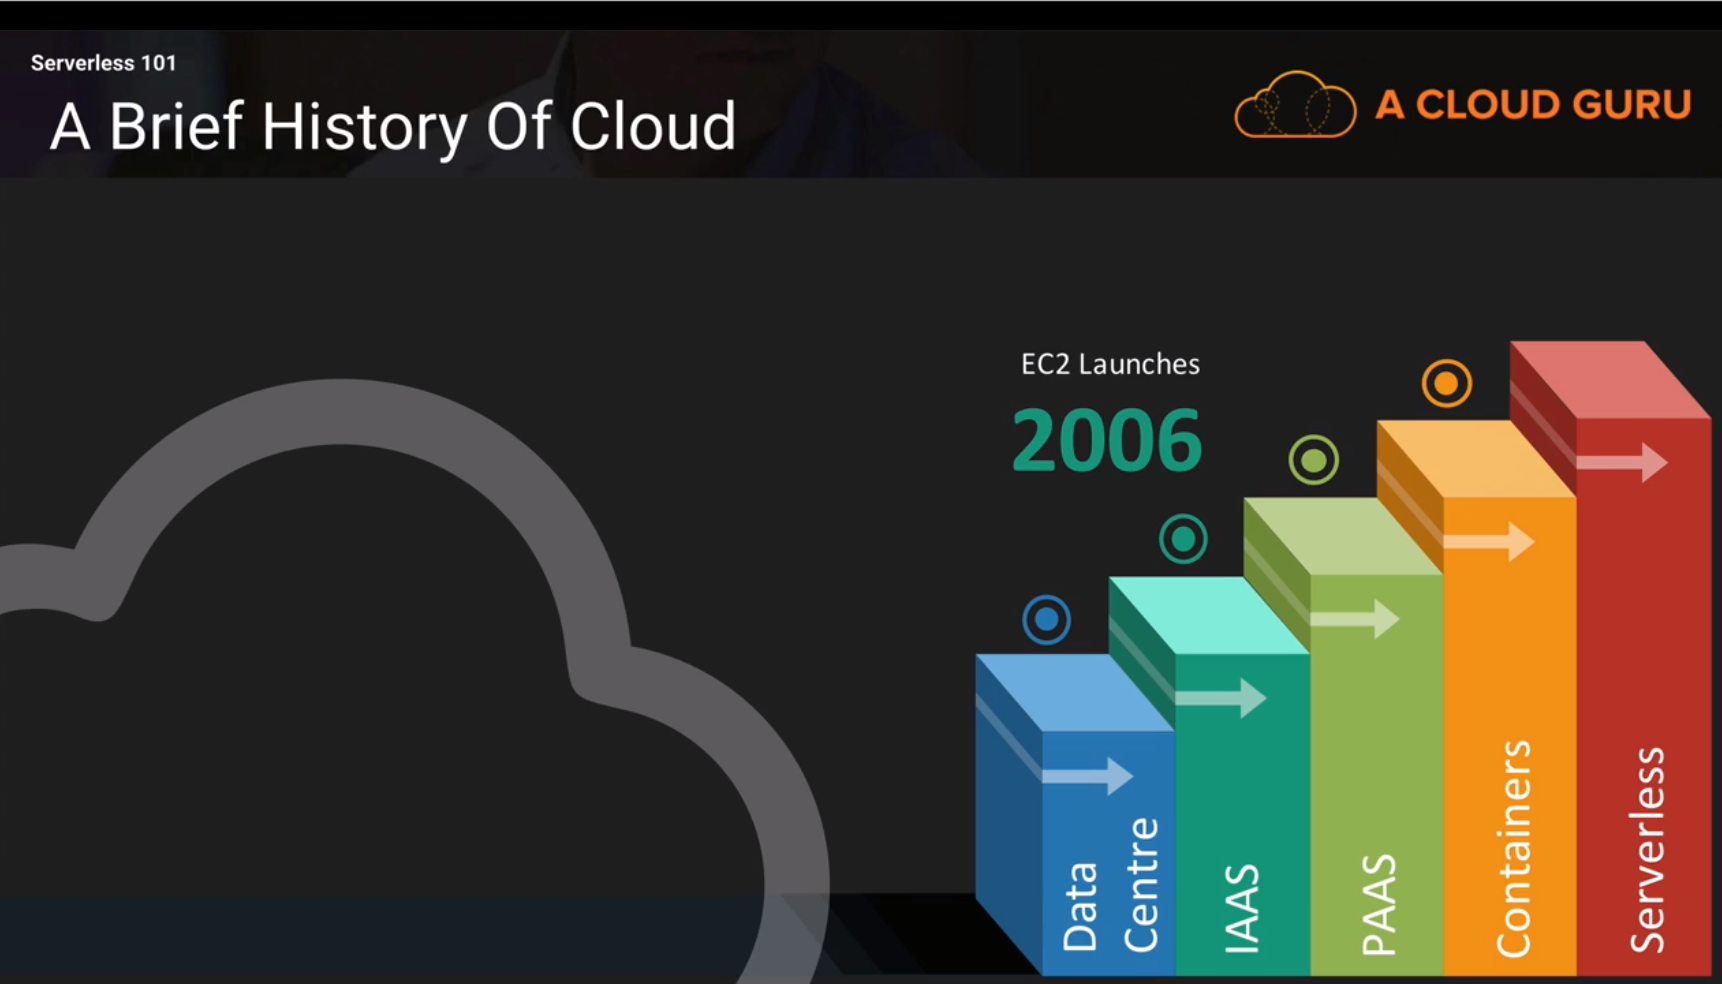 Serverless 101
A Brief History Of Cloud
A CLOUD GURU
EC2 Launches
2006
Data
Centre
IAAS
PAAS
Containers
Serverless